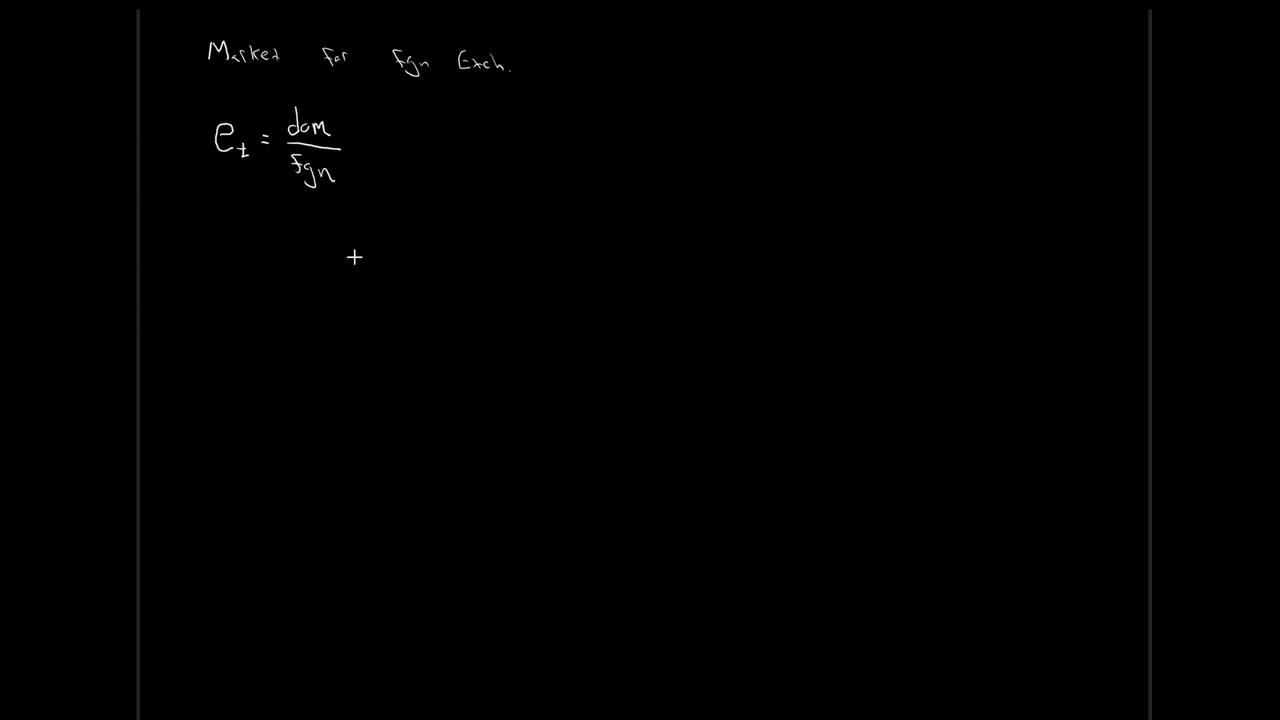 Market for fgn Exch.
e_t = dom/fgn